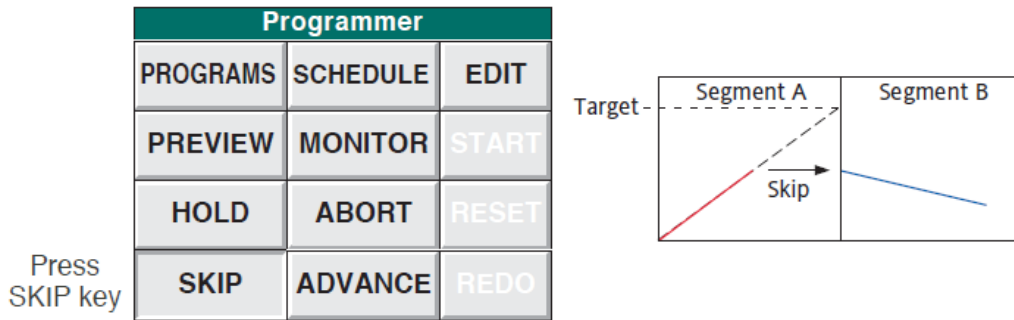 Programmer
PROGRAMS SCHEDULE EDIT
PREVIEW MONITOR START
HOLD ABORT RESET
SKIP ADVANCE REDO
Press
SKIP key
Segment A Segment B
Target
Skip